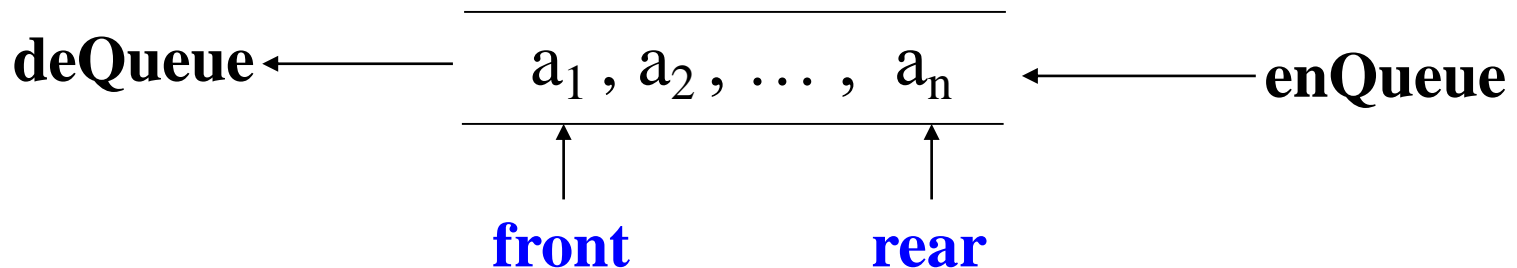 deQueue a₁ , a₂ , … , aₙ enQueue
front rear